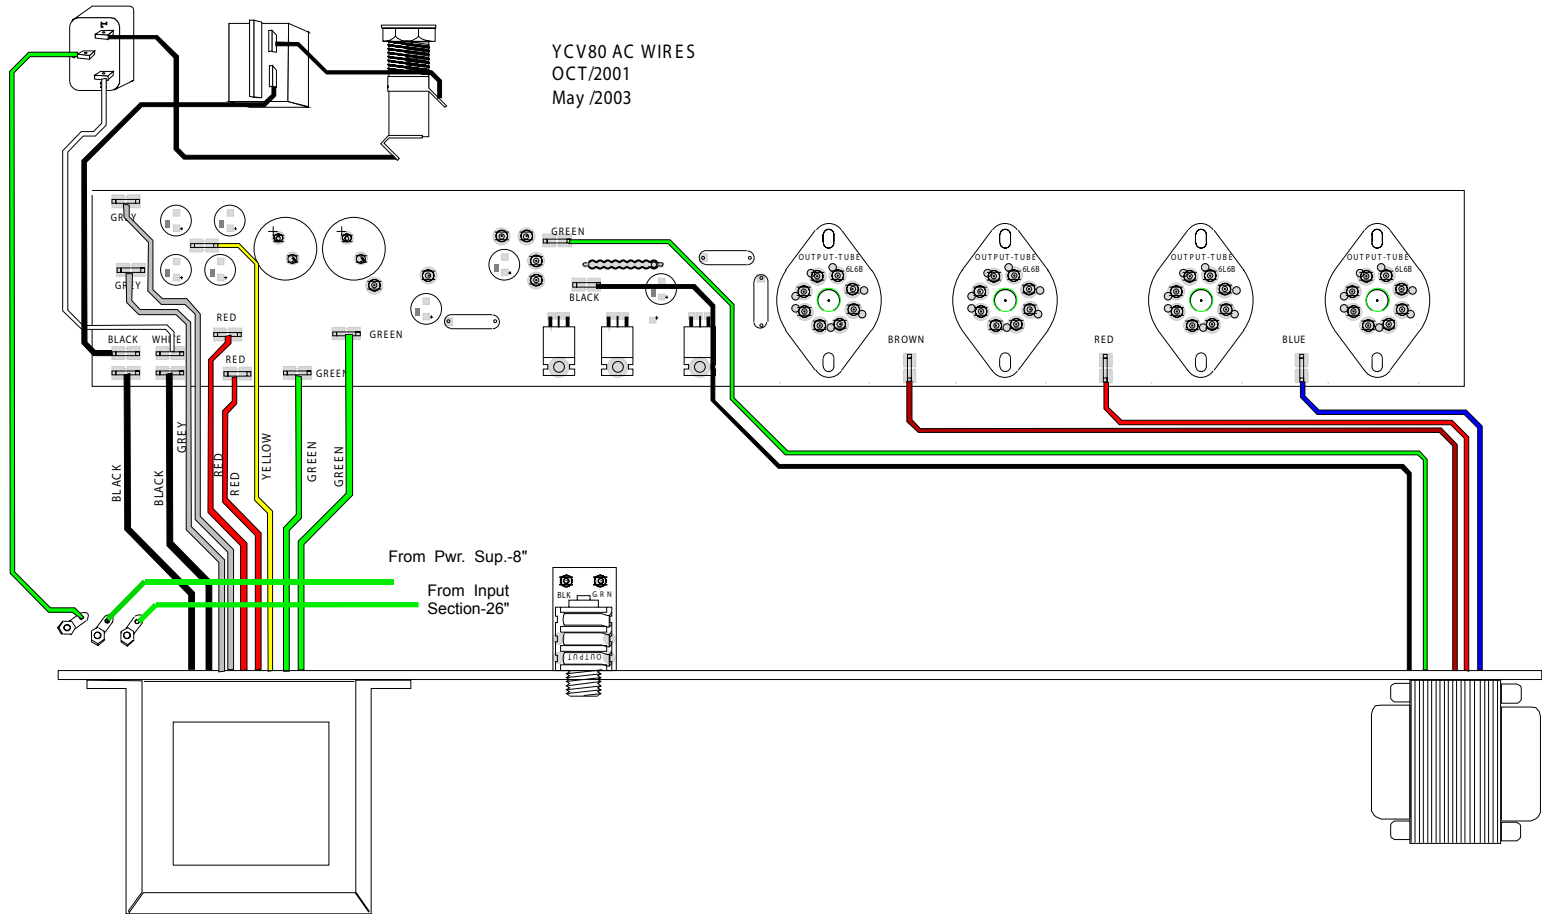 L
YCV80 AC WIRES
OCT/2001
May /2003
GREY
GREEN
OUTPUT-TUBE
6L6B
OUTPUT-TUBE
6L6B
OUTPUT-TUBE
6L6B
OUTPUT-TUBE
6L6B
GREY
BLACK
RED
GREEN
BLACK
WHITE
BROWN
RED
BLUE
RED
GREEN
GREY
YELLOW
GREEN
GREEN
BLACK
BLACK
RED
RED
From Pwr. Sup.-8"
From Input
Section-26"
BLK
GRN
OUTPUT